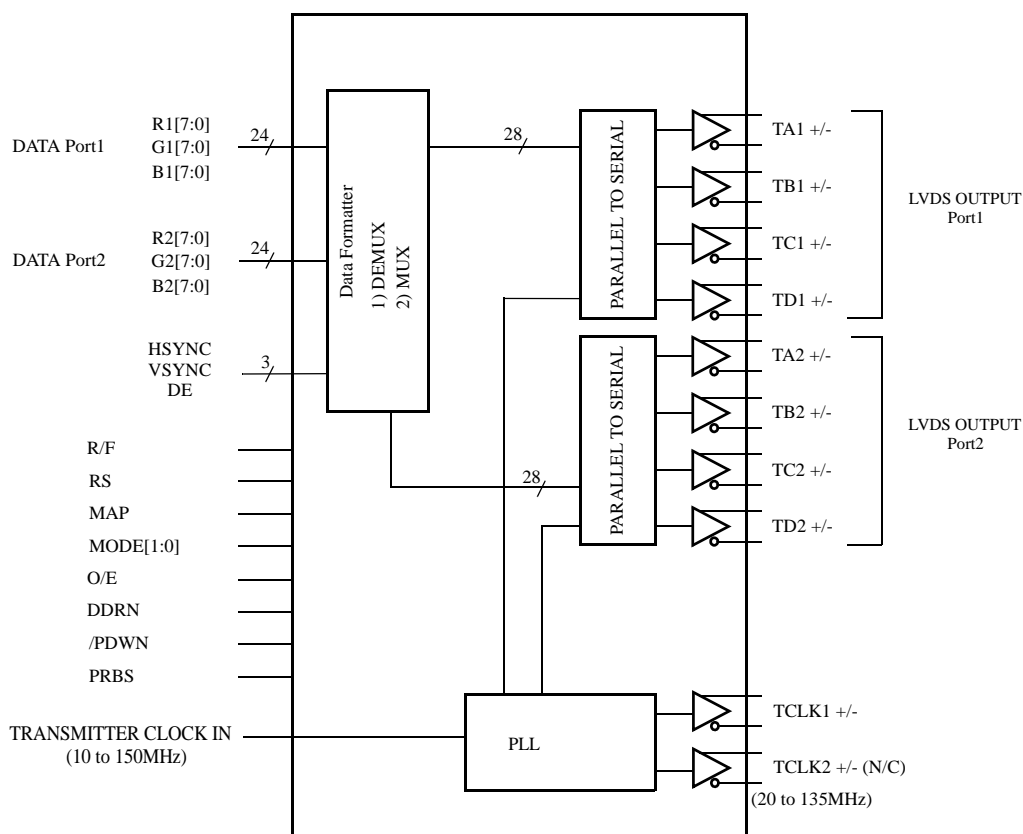 DATA Port1
R1[7:0]
G1[7:0]
B1[7:0]
24
DATA Port2
R2[7:0]
G2[7:0]
B2[7:0]
24
HSYNC
VSYNC
DE
3
R/F
RS
MAP
MODE[1:0]
O/E
DDRN
/PDWN
PRBS
TRANSMITTER CLOCK IN
(10 to 150MHz)
Data Formatter
1) DEMUX
2) MUX
28
28
PARALLEL TO SERIAL
PARALLEL TO SERIAL
PLL
TA1 +/-
TB1 +/-
TC1 +/-
TD1 +/-
LVDS OUTPUT
Port1
TA2 +/-
TB2 +/-
TC2 +/-
TD2 +/-
LVDS OUTPUT
Port2
TCLK1 +/-
TCLK2 +/- (N/C)
(20 to 135MHz)